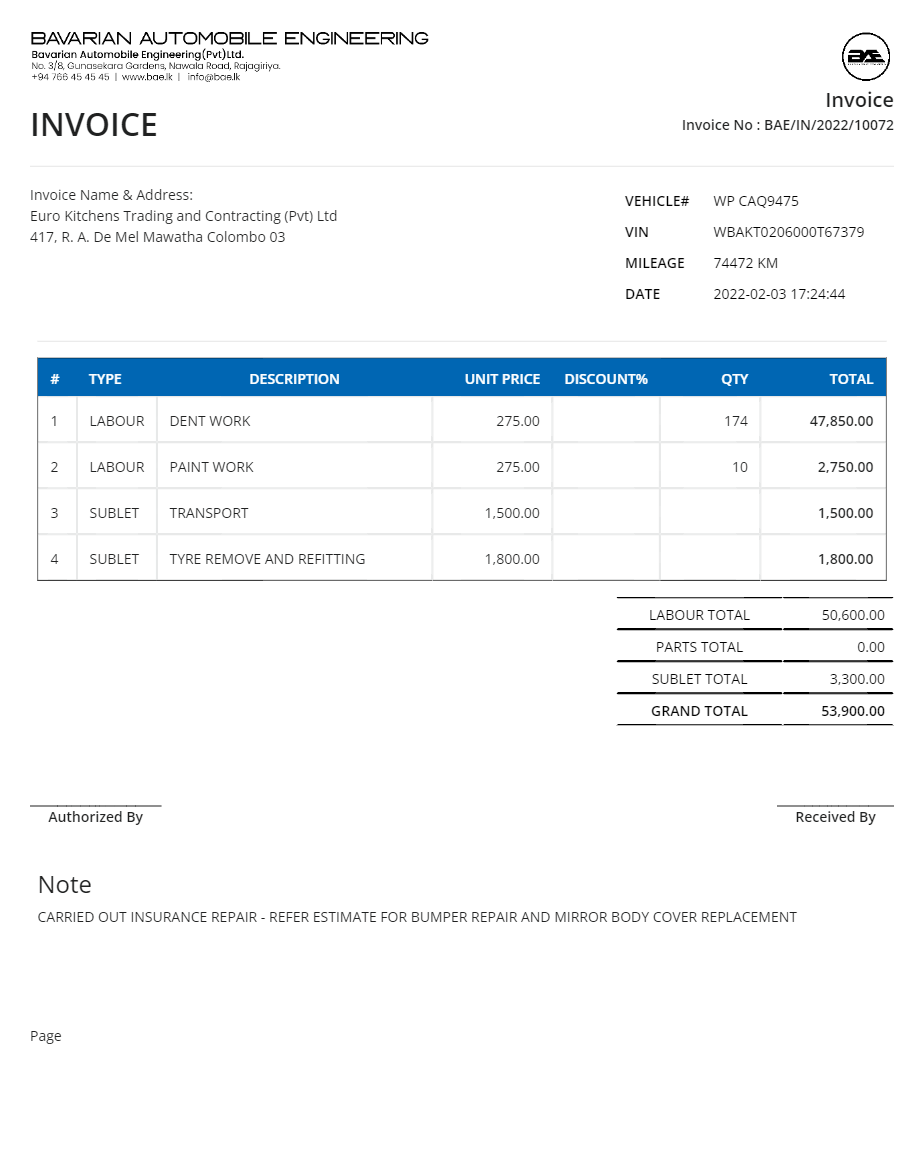 BAVARIAN AUTOMOBILE ENGINEERING
Bavarian Automobile Engineering(Pvt)Ltd.
No. 3/8, Gunasekara Gardens, Nawala Road, Rajagiriya.
+94 766 45 45 45 | www.bae.lk | info@bae.lk
BAE
Invoice
INVOICE
Invoice No : BAE/IN/2022/10072
Invoice Name & Address:
Euro Kitchens Trading and Contracting (Pvt) Ltd
417, R. A. De Mel Mawatha Colombo 03
VEHICLE# WP CAQ9475
VIN WBAKT0206000T67379
MILEAGE 74472 KM
DATE 2022-02-03 17:24:44
# TYPE DESCRIPTION UNIT PRICE DISCOUNT% QTY TOTAL
1 LABOUR DENT WORK 275.00 174 47,850.00
2 LABOUR PAINT WORK 275.00 10 2,750.00
3 SUBLET TRANSPORT 1,500.00 1,500.00
4 SUBLET TYRE REMOVE AND REFITTING 1,800.00 1,800.00
LABOUR TOTAL 50,600.00
PARTS TOTAL 0.00
SUBLET TOTAL 3,300.00
GRAND TOTAL 53,900.00
Authorized By Received By
Note
CARRIED OUT INSURANCE REPAIR - REFER ESTIMATE FOR BUMPER REPAIR AND MIRROR BODY COVER REPLACEMENT
Page